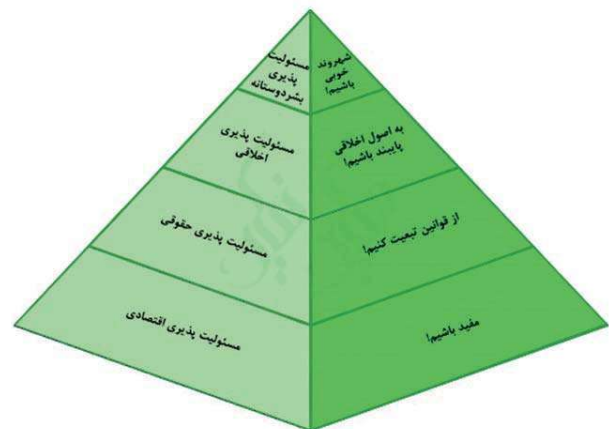 شهروند
خوبی
باشیم!
مسئولیت
پذیری
بشردوستانه
به اصول اخلاقی
پایبند باشیم!
مسئولیت پذیری
اخلاقی
از قوانین تبعیت کنیم!
مسئولیت پذیری حقوقی
مفید باشیم!
مسئولیت پذیری اقتصادی